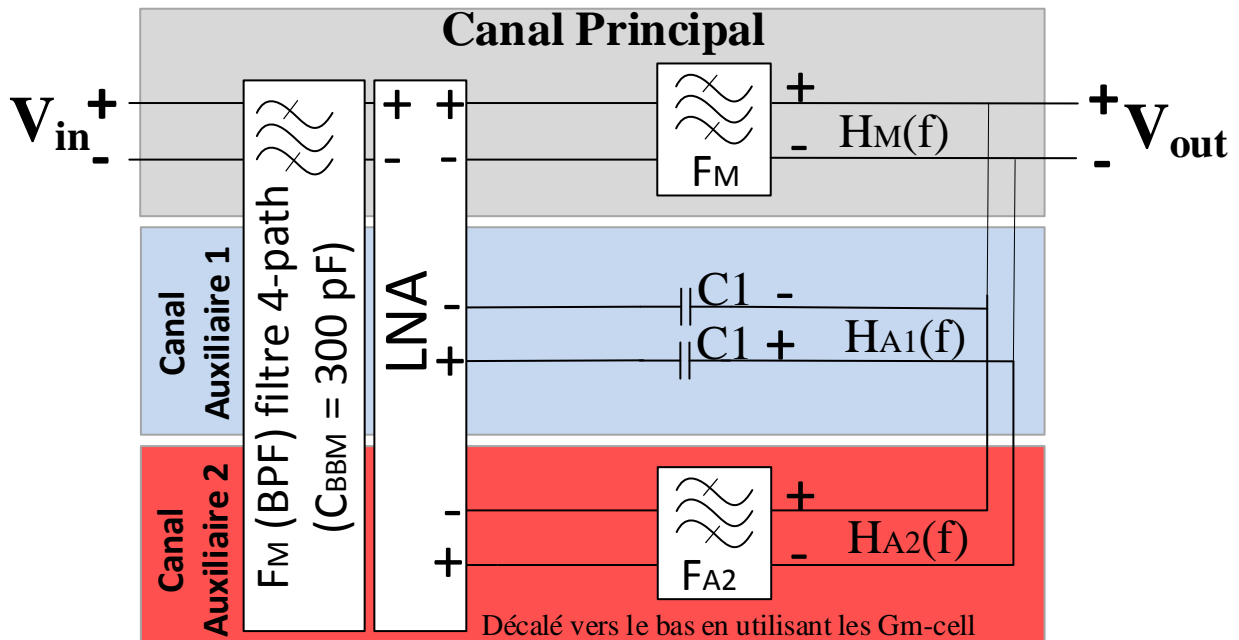 Canal Principal
Vin
+
-
+
+
-
-
FM
+
-
HM(f)
+
-
Vout
Canal
Auxiliaire 1
FM (BPF) filtre 4-path
(CBBM = 300 pF)
LNA
-
+
C1 -
C1 +
HA1(f)
Canal
Auxiliaire 2
-
+
FA2
+
-
HA2(f)
Décalé vers le bas en utilisant les Gm-cell